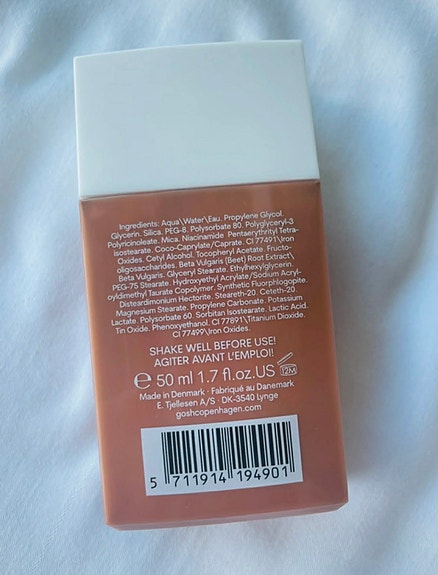 Ingredients: Aqua\Water\Eau. Propylene Glycol.
Glycerin. Silica. PEG-8. Polysorbate 80. Polyglyceryl-3
Polyricinoleate. Mica. Niacinamide Pentaerythrityl Tetra-
isostearate. Coco-Caprylate/Caprate. CI 77491\Iron
Oxides. Cetyl Alcohol. Tocopheryl Acetate. Fructo-
oligosaccharides. Beta Vulgaris (Beet) Root Extract\
Beta Vulgaris. Glyceryl Stearate. Ethylhexylglycerin.
PEG-75 Stearate. Hydroxyethyl Acrylate/Sodium Acryl-
oyldimethyl Taurate Copolymer. Synthetic Fluorphlogopite.
Disteardimonium Hectorite. Steareth-20. Ceteth-20.
Magnesium Stearate. Propylene Carbonate. Potassium
Lactate. Polysorbate 60. Sorbitan Isostearate. Lactic Acid.
Tin Oxide. Phenoxyethanol. CI 77891\Titanium Dioxide.
CI 77499\Iron Oxides.
SHAKE WELL BEFORE USE!
AGITER AVANT L'EMPLOI!
℮ 50 ml 1.7 fl.oz.US 12M
Made in Denmark · Fabriqué au Danemark
E. Tjellesen A/S · DK-3540 Lynge
goshcopenhagen.com
5 711914 194901